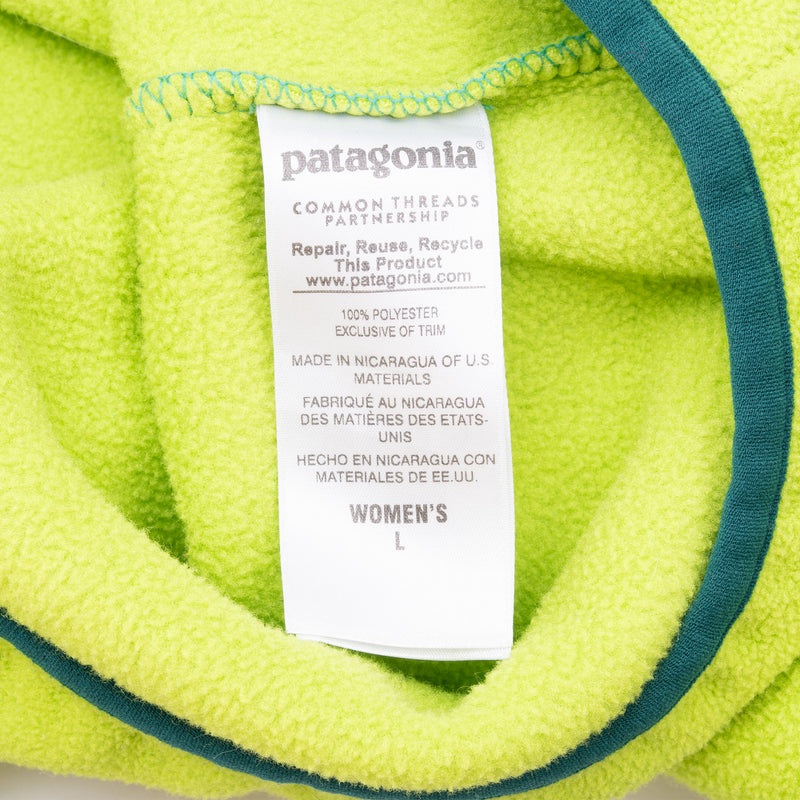 patagonia®
COMMON THREADS
PARTNERSHIP
Repair, Reuse, Recycle
This Product
www.patagonia.com
100% POLYESTER
EXCLUSIVE OF TRIM
MADE IN NICARAGUA OF U.S.
MATERIALS
FABRIQUÉ AU NICARAGUA
DES MATIÈRES DES ETATS-
UNIS
HECHO EN NICARAGUA CON
MATERIALES DE EE.UU.
WOMEN'S
L